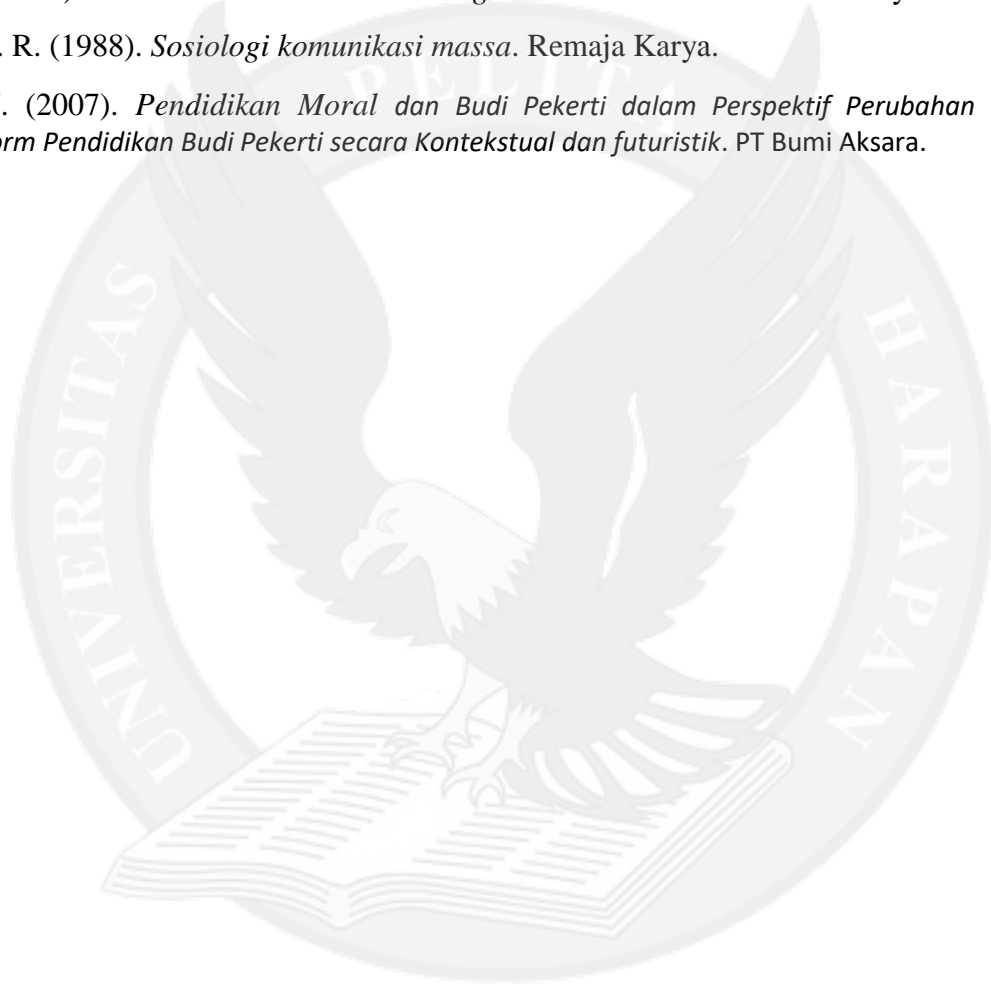 . R. (1988). Sosiologi komunikasi massa. Remaja Karya.
. (2007). Pendidikan Moral dan Budi Pekerti dalam Perspektif Perubahan
orm Pendidikan Budi Pekerti secara Kontekstual dan futuristik. PT Bumi Aksara.
UNIVERSITAS PELITA HARAPAN